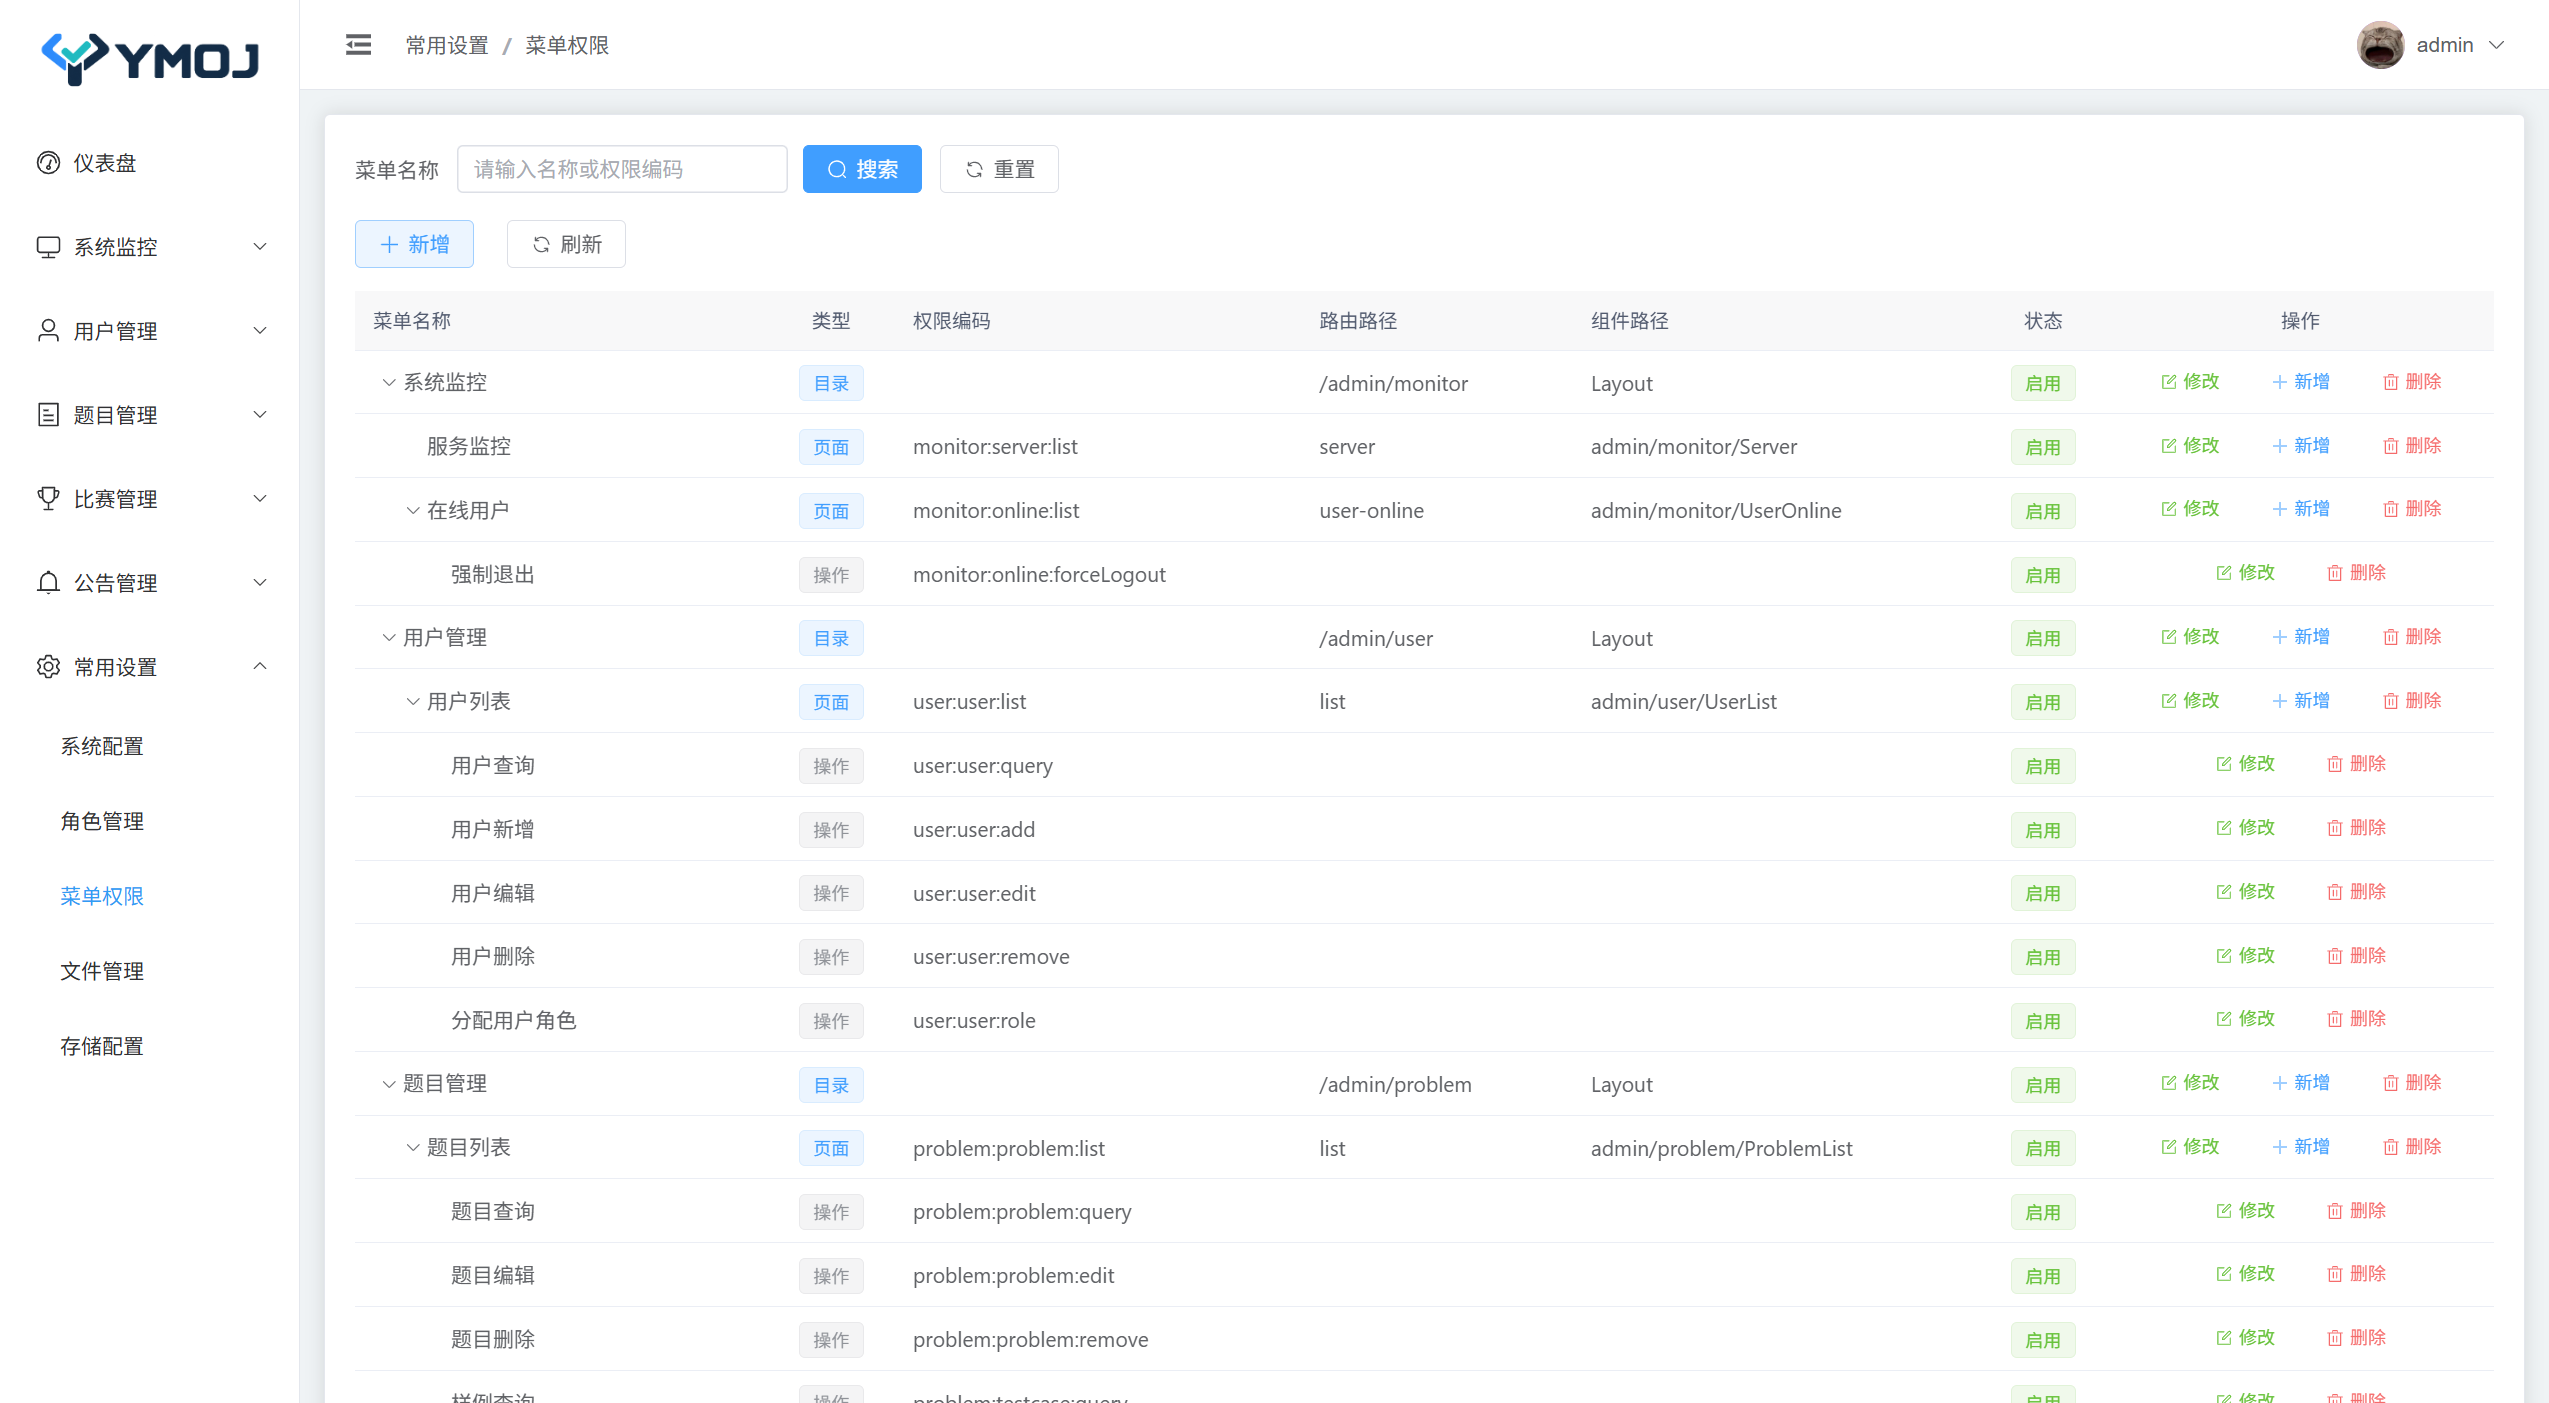 YMOJ
常用设置 / 菜单权限
admin
仪表盘
系统监控
用户管理
题目管理
比赛管理
公告管理
常用设置
系统配置
角色管理
菜单权限
文件管理
存储配置
菜单名称 请输入名称或权限编码 搜索 重置
新增 刷新
菜单名称 类型 权限编码 路由路径 组件路径 状态 操作
系统监控 目录 /admin/monitor Layout 启用 修改 新增 删除
服务监控 页面 monitor:server:list server admin/monitor/Server 启用 修改 新增 删除
在线用户 页面 monitor:online:list user-online admin/monitor/UserOnline 启用 修改 新增 删除
强制退出 操作 monitor:online:forceLogout 启用 修改 删除
用户管理 目录 /admin/user Layout 启用 修改 新增 删除
用户列表 页面 user:user:list list admin/user/UserList 启用 修改 新增 删除
用户查询 操作 user:user:query 启用 修改 删除
用户新增 操作 user:user:add 启用 修改 删除
用户编辑 操作 user:user:edit 启用 修改 删除
用户删除 操作 user:user:remove 启用 修改 删除
分配用户角色 操作 user:user:role 启用 修改 删除
题目管理 目录 /admin/problem Layout 启用 修改 新增 删除
题目列表 页面 problem:problem:list list admin/problem/ProblemList 启用 修改 新增 删除
题目查询 操作 problem:problem:query 启用 修改 删除
题目编辑 操作 problem:problem:edit 启用 修改 删除
题目删除 操作 problem:problem:remove 启用 修改 删除
样例查询 操作 problem:testcase:query 启用 修改 删除